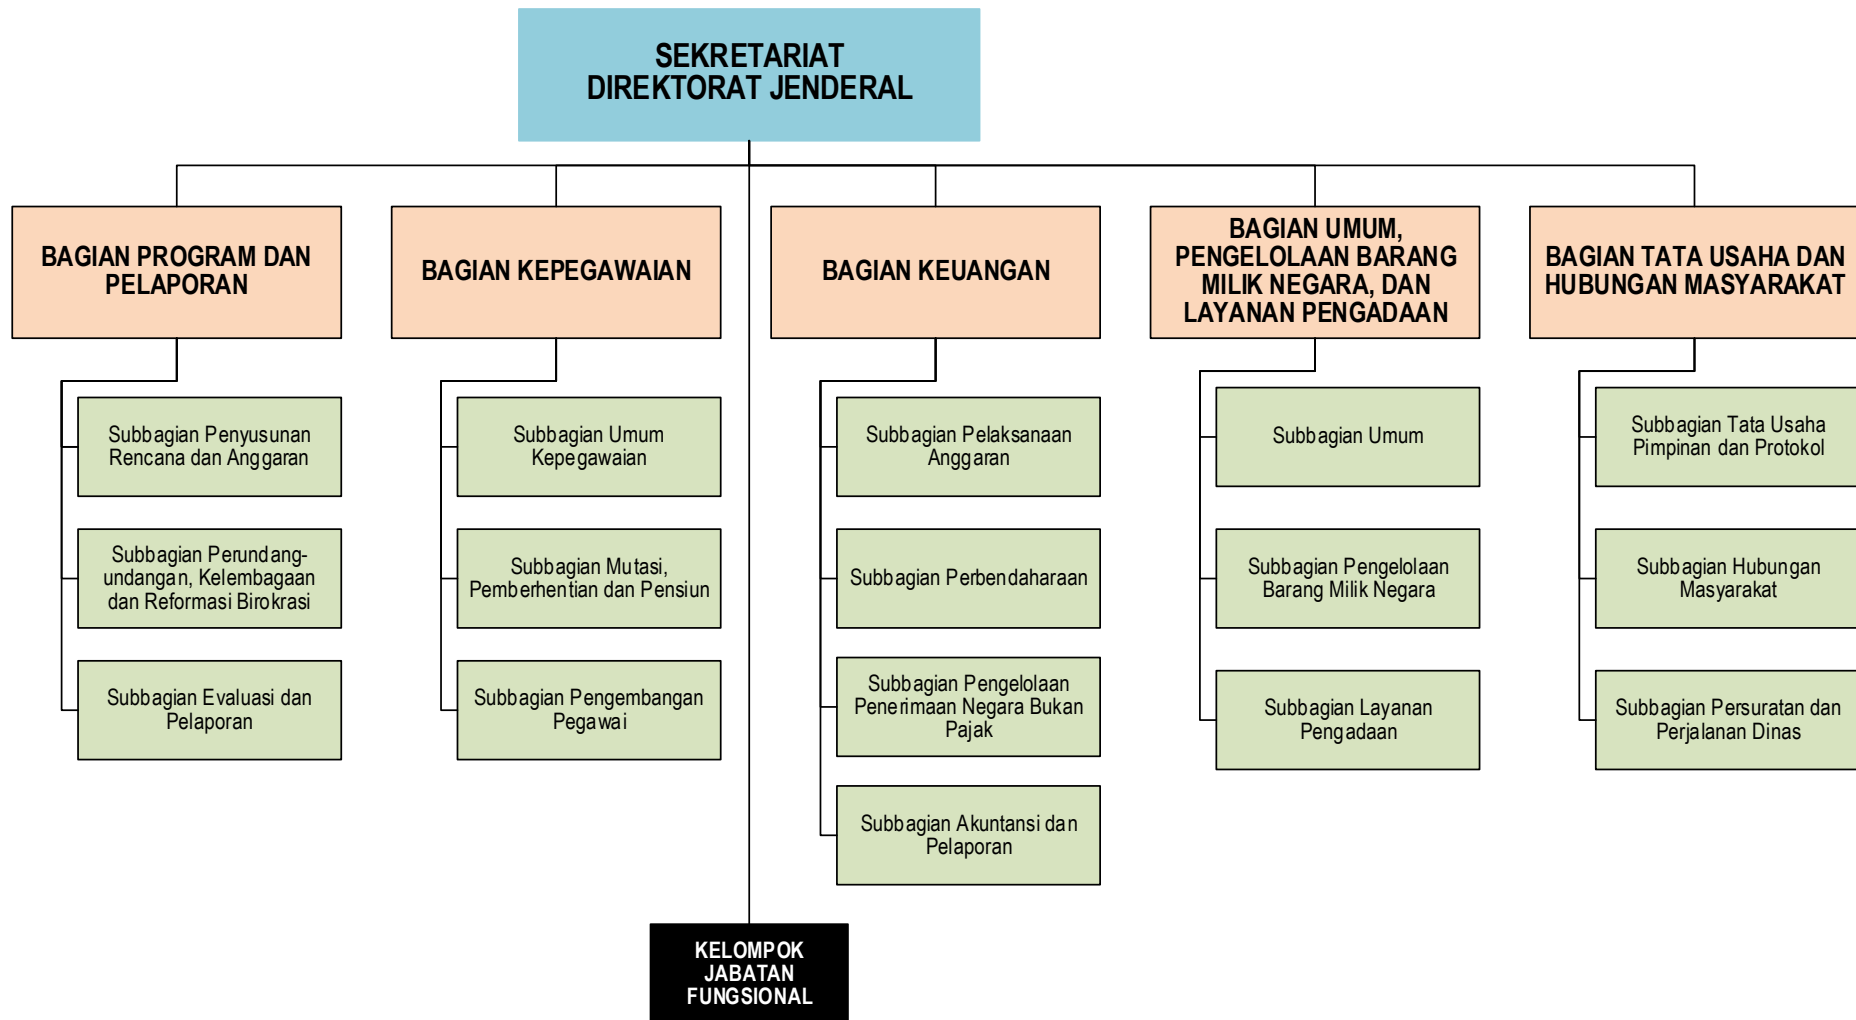 SEKRETARIAT
DIREKTORAT JENDERAL
BAGIAN PROGRAM DAN
PELAPORAN
BAGIAN KEPEGAWAIAN
BAGIAN KEUANGAN
BAGIAN UMUM,
PENGELOLAAN BARANG
MILIK NEGARA, DAN
LAYANAN PENGADAAN
BAGIAN TATA USAHA DAN
HUBUNGAN MASYARAKAT
Subbagian Penyusunan
Rencana dan Anggaran
Subbagian Perundang-
undangan, Kelembagaan
dan Reformasi Birokrasi
Subbagian Evaluasi dan
Pelaporan
Subbagian Umum
Kepegawaian
Subbagian Mutasi,
Pemberhentian dan Pensiun
Subbagian Pengembangan
Pegawai
Subbagian Pelaksanaan
Anggaran
Subbagian Perbendaharaan
Subbagian Pengelolaan
Penerimaan Negara Bukan
Pajak
Subbagian Akuntansi dan
Pelaporan
Subbagian Umum
Subbagian Pengelolaan
Barang Milik Negara
Subbagian Layanan
Pengadaan
Subbagian Tata Usaha
Pimpinan dan Protokol
Subbagian Hubungan
Masyarakat
Subbagian Persuratan dan
Perjalanan Dinas
KELOMPOK
JABATAN
FUNGSIONAL